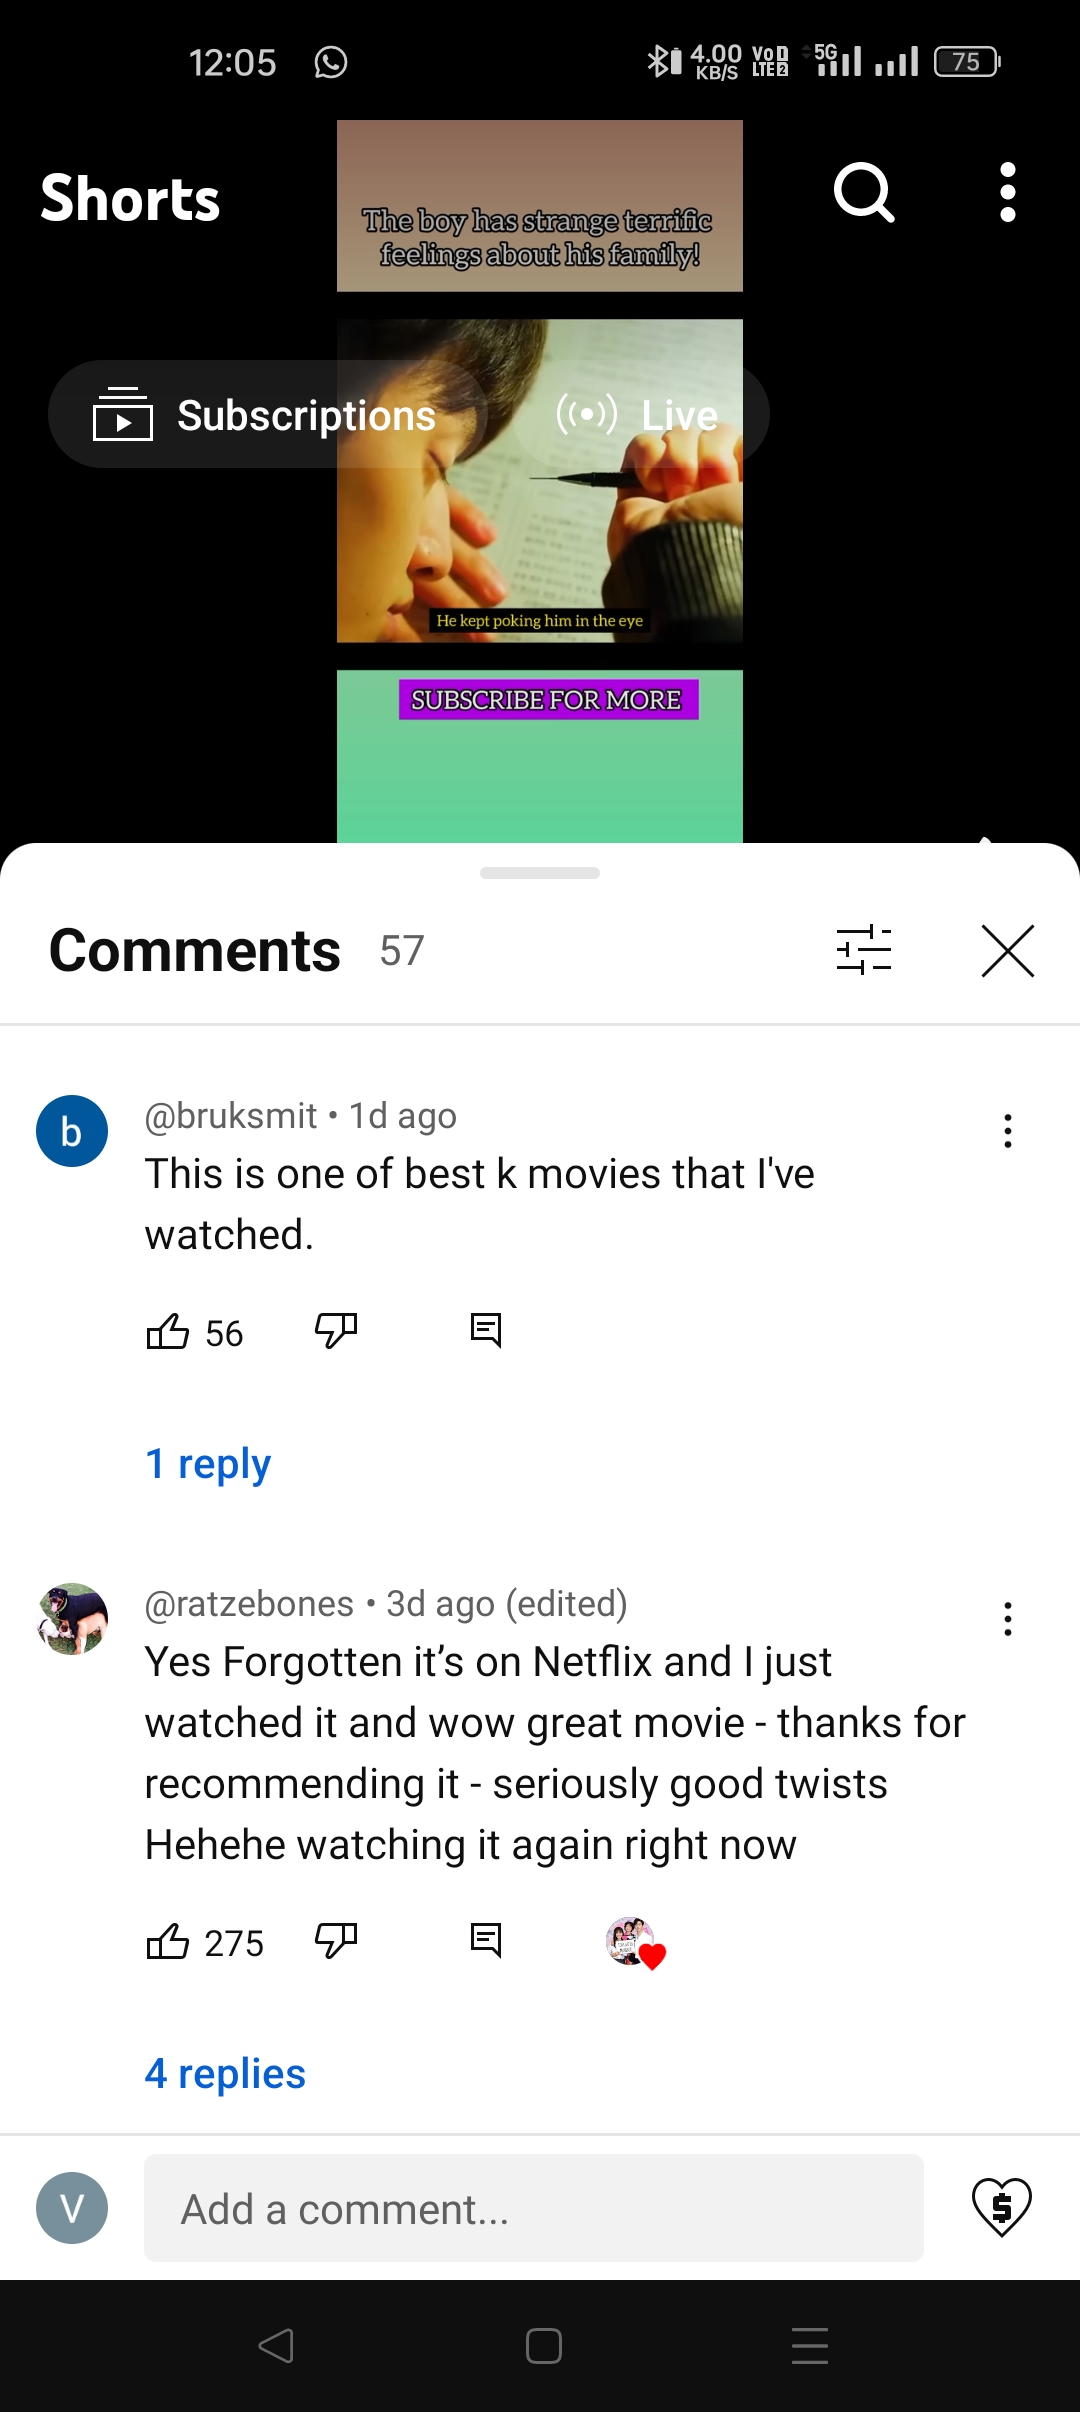 12:05
4.00
KB/S
VoD
LTE 2
5G
75
Shorts
The boy has strange terrific
feelings about his family!
Subscriptions
Live
He kept poking him in the eye
SUBSCRIBE FOR MORE
Comments 57
b
@bruksmit • 1d ago
This is one of best k movies that I've
watched.
56
1 reply
@ratzebones • 3d ago (edited)
Yes Forgotten it’s on Netflix and I just
watched it and wow great movie - thanks for
recommending it - seriously good twists
Hehehe watching it again right now
275
4 replies
V
Add a comment...
$